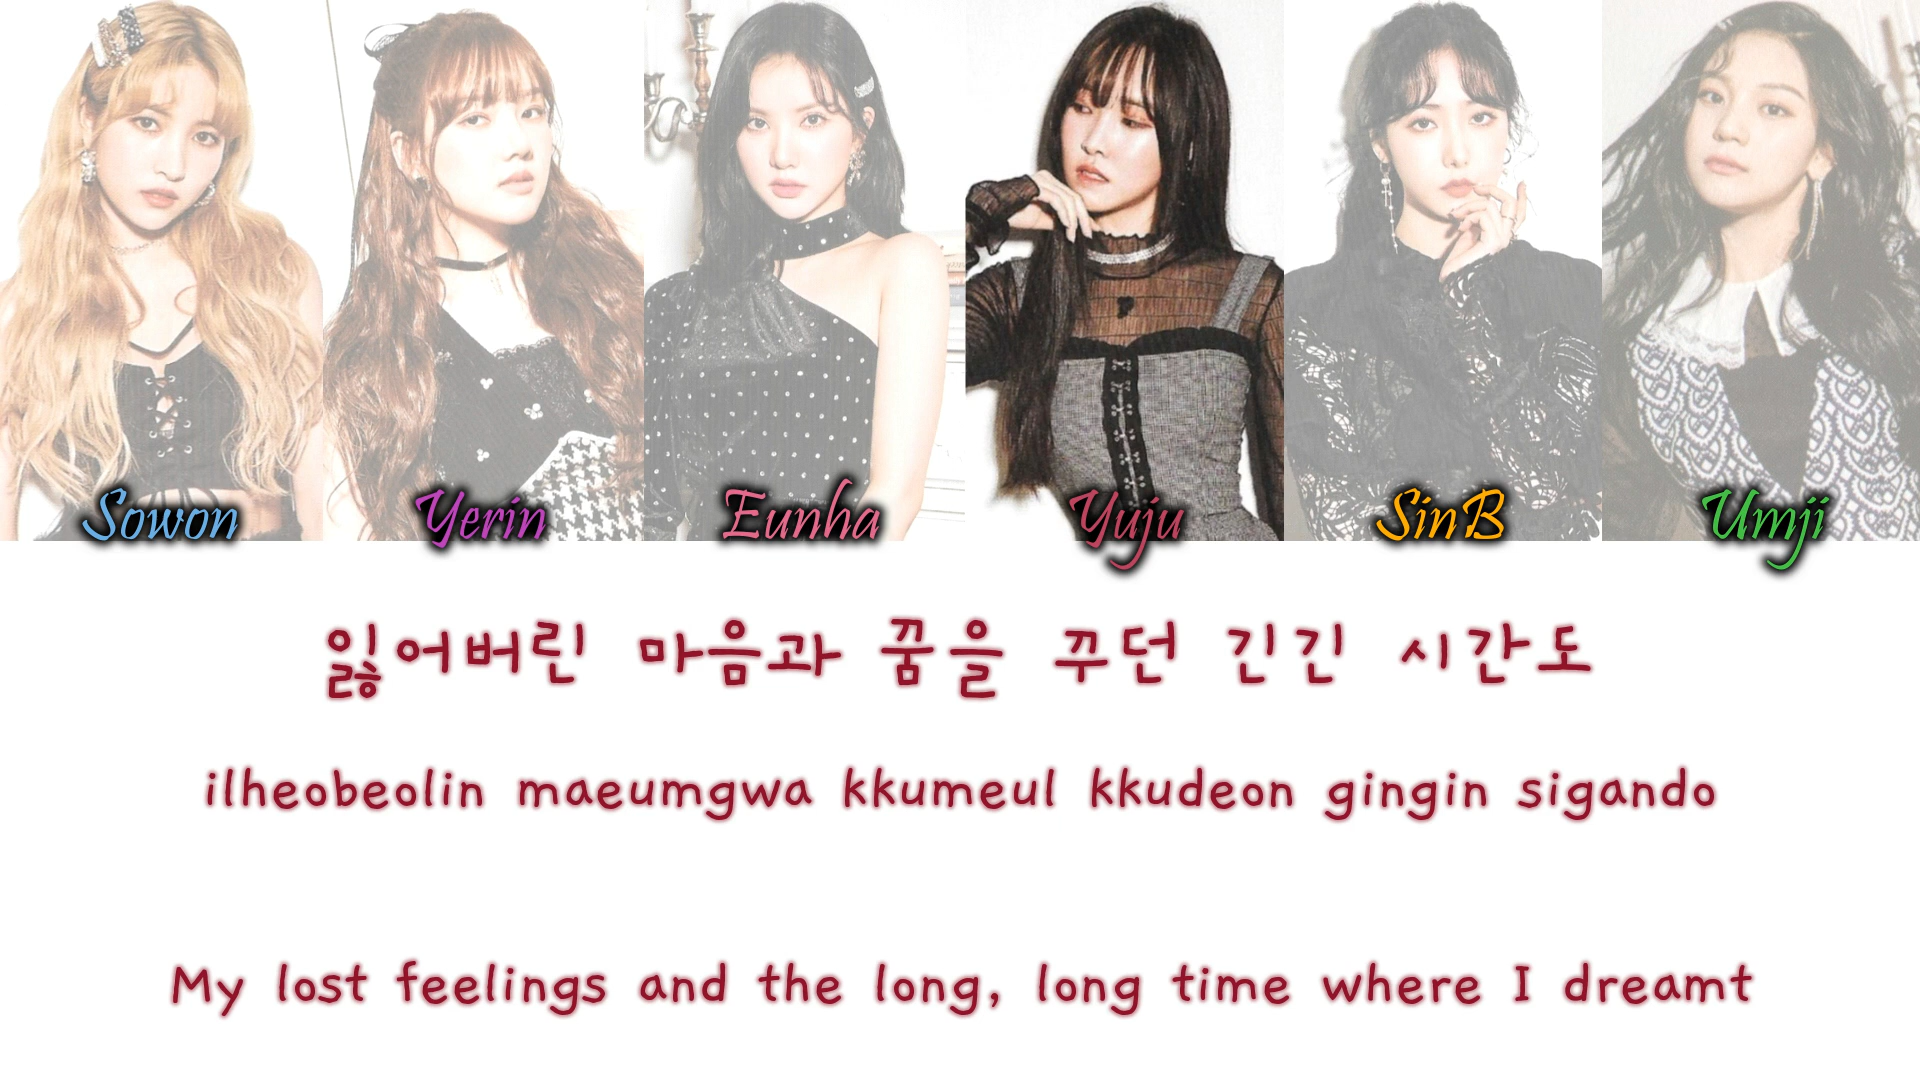 Sowon Yerin Eunha Yuju SinB Umji
잃어버린 마음과 꿈을 꾸던 긴긴 시간도
ilheobeolin maeumgwa kkumeul kkudeon gingin sigando
My lost feelings and the long, long time where I dreamt